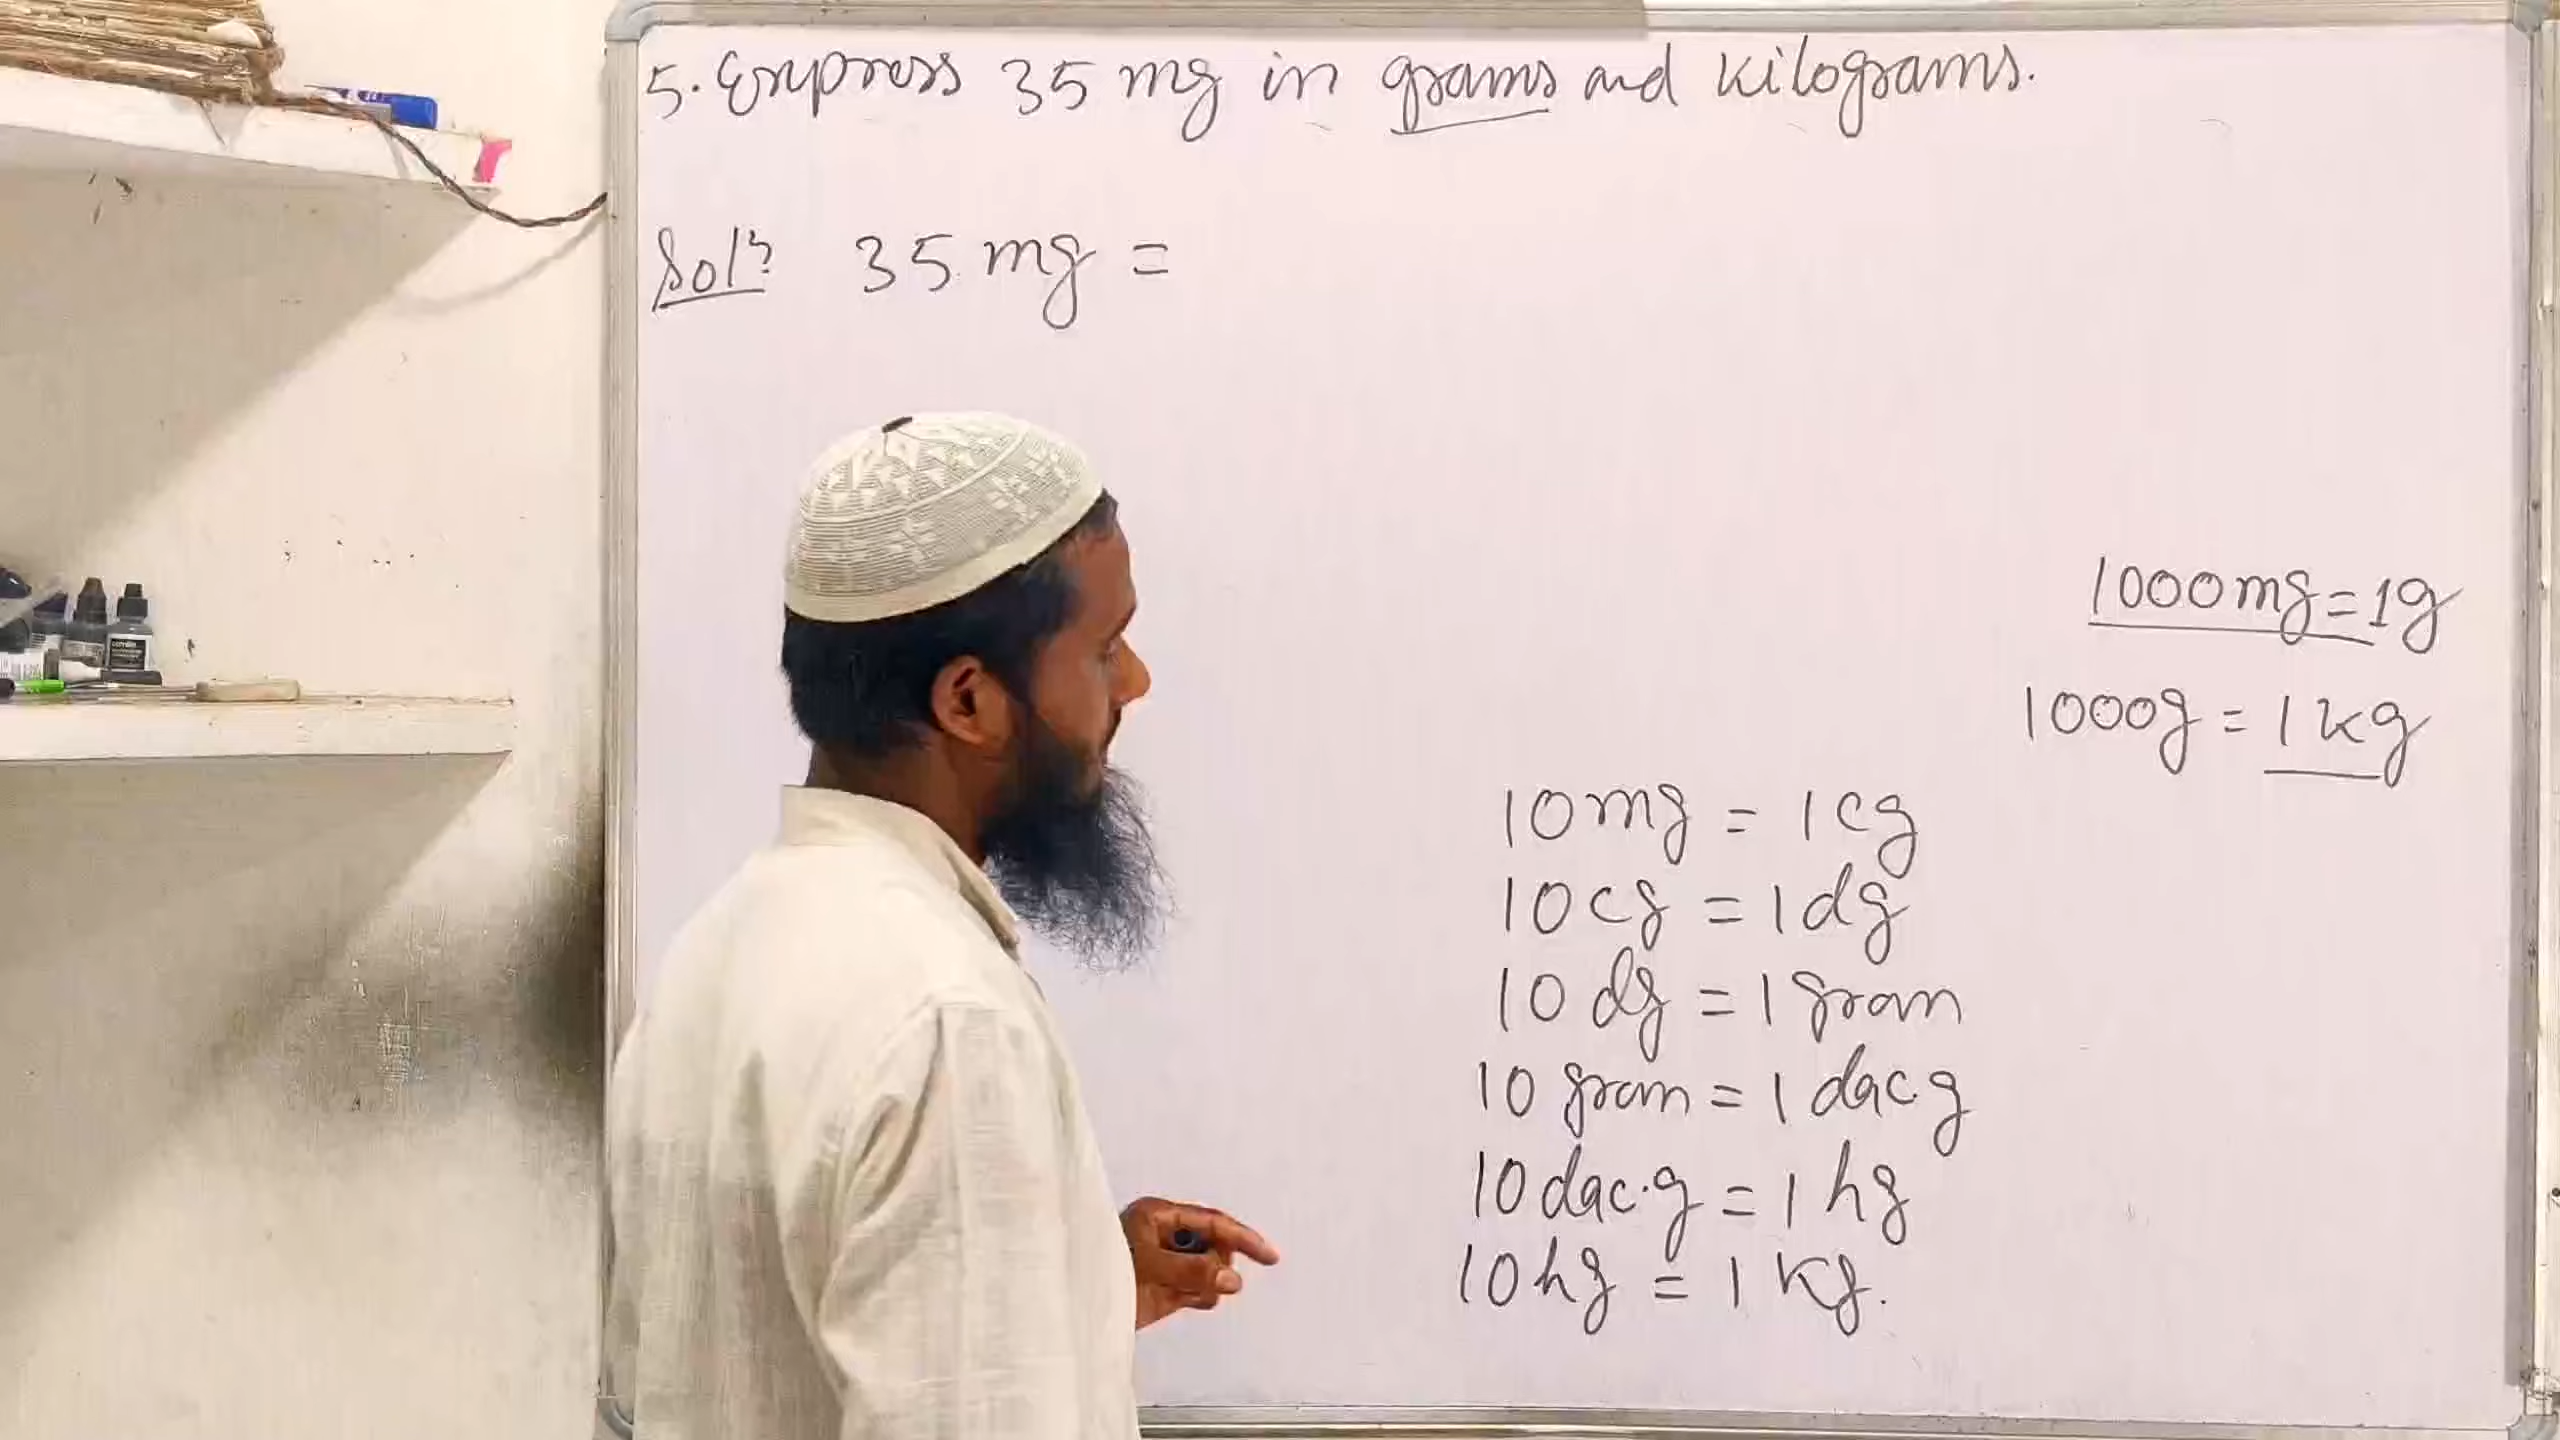 5. Express 35 mg in grams and kilograms.
Sol? 35 mg =
1000mg = 1g
1000g = 1 kg
10mg = 1 cg
10 cg = 1 dg
10 dg = 1 gram
10 gram = 1 dac.g
10 dac.g = 1 hg
10 hg = 1 kg.